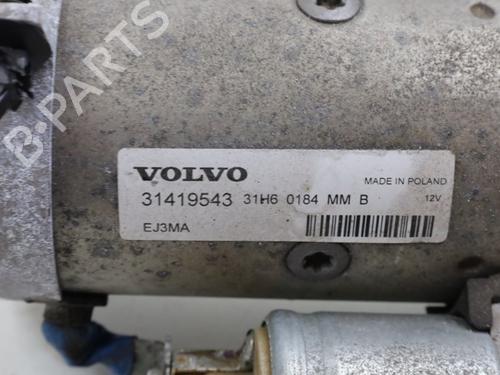 B-PARTS
VOLVO
MADE IN POLAND
31419543 31H6 0184 MM B 12V
EJ3MA